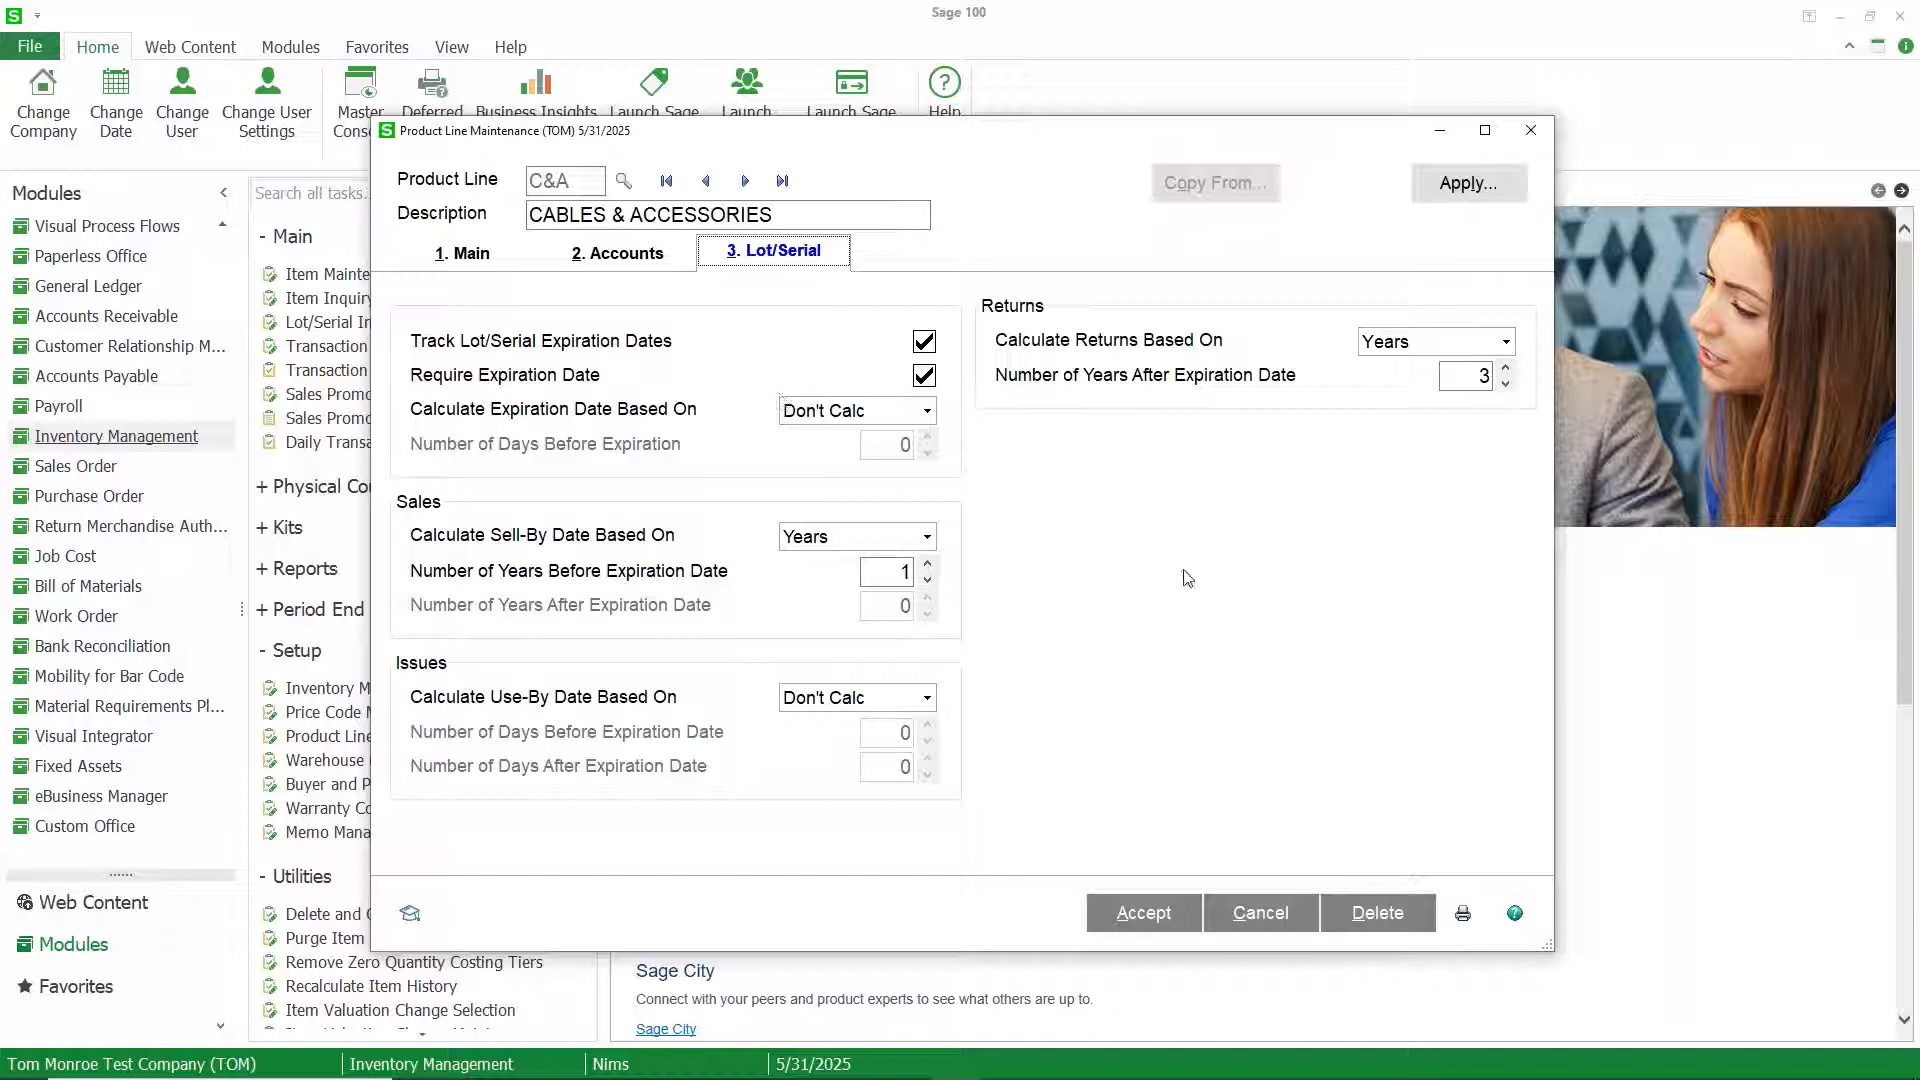 Sage 100
File
Home
Web Content
Modules
Favorites
View
Help
Change
Company
Change
Date
Change
User
Change User
Settings
Master
Deferred
Business Insights
Launch Sage
Launch
Launch Sage
Help
Modules
Visual Process Flows
Paperless Office
General Ledger
Accounts Receivable
Customer Relationship M...
Accounts Payable
Payroll
Inventory Management
Sales Order
Purchase Order
Return Merchandise Auth...
Job Cost
Bill of Materials
Work Order
Bank Reconciliation
Mobility for Bar Code
Material Requirements Pl...
Visual Integrator
Fixed Assets
eBusiness Manager
Custom Office
Web Content
Modules
Favorites
Search all tasks...
- Main
Item Mainte
Item Inquiry
Lot/Serial In
Transaction
Transaction
Sales Promo
Sales Promo
Daily Transa
+ Physical Cou
+ Kits
+ Reports
+ Period End
- Setup
Inventory M
Price Code M
Product Line
Warehouse
Buyer and P
Warranty Co
Memo Mana
- Utilities
Delete and
Purge Item
Remove Zero Quantity Costing Tiers
Recalculate Item History
Item Valuation Change Selection
Product Line Maintenance (TOM) 5/31/2025
Product Line
C&A
Copy From...
Apply...
Description
CABLES & ACCESSORIES
1. Main
2. Accounts
3. Lot/Serial
Track Lot/Serial Expiration Dates
Require Expiration Date
Calculate Expiration Date Based On
Don't Calc
Number of Days Before Expiration
0
Sales
Calculate Sell-By Date Based On
Years
Number of Years Before Expiration Date
1
Number of Years After Expiration Date
0
Issues
Calculate Use-By Date Based On
Don't Calc
Number of Days Before Expiration Date
0
Number of Days After Expiration Date
0
Returns
Calculate Returns Based On
Years
Number of Years After Expiration Date
3
Accept
Cancel
Delete
Sage City
Connect with your peers and product experts to see what others are up to.
Sage City
Tom Monroe Test Company (TOM)
Inventory Management
Nims
5/31/2025